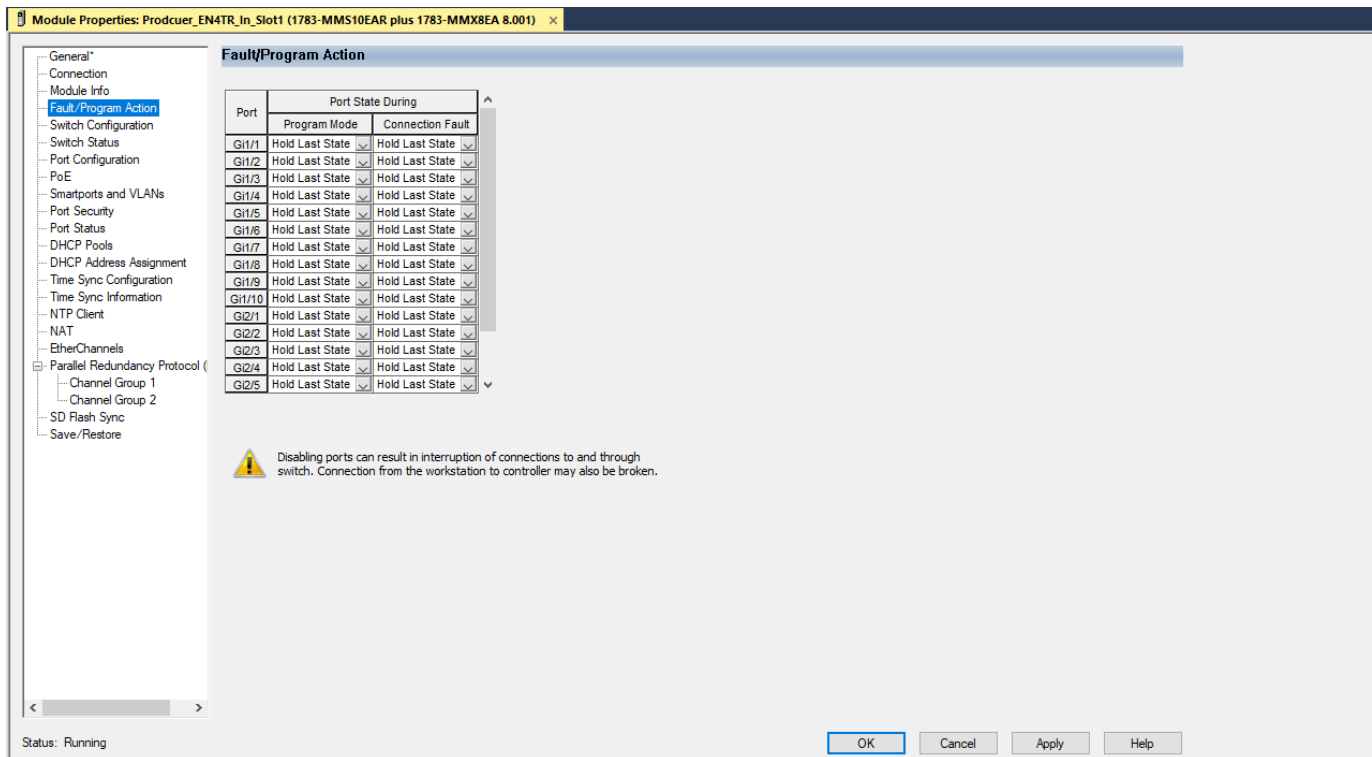 Module Properties: Prodcuer_EN4TR_In_Slot1 (1783-MMS10EAR plus 1783-MMX8EA 8.001) ×
General*
Connection
Module Info
Fault/Program Action
Switch Configuration
Switch Status
Port Configuration
PoE
Smartports and VLANs
Port Security
Port Status
DHCP Pools
DHCP Address Assignment
Time Sync Configuration
Time Sync Information
NTP Client
NAT
EtherChannels
Parallel Redundancy Protocol (
Channel Group 1
Channel Group 2
SD Flash Sync
Save/Restore
Fault/Program Action
Port State During
Port
Program Mode Connection Fault
Gi1/1 Hold Last State Hold Last State
Gi1/2 Hold Last State Hold Last State
Gi1/3 Hold Last State Hold Last State
Gi1/4 Hold Last State Hold Last State
Gi1/5 Hold Last State Hold Last State
Gi1/6 Hold Last State Hold Last State
Gi1/7 Hold Last State Hold Last State
Gi1/8 Hold Last State Hold Last State
Gi1/9 Hold Last State Hold Last State
Gi1/10 Hold Last State Hold Last State
Gi2/1 Hold Last State Hold Last State
Gi2/2 Hold Last State Hold Last State
Gi2/3 Hold Last State Hold Last State
Gi2/4 Hold Last State Hold Last State
Gi2/5 Hold Last State Hold Last State
Disabling ports can result in interruption of connections to and through
switch. Connection from the workstation to controller may also be broken.
Status: Running
OK Cancel Apply Help